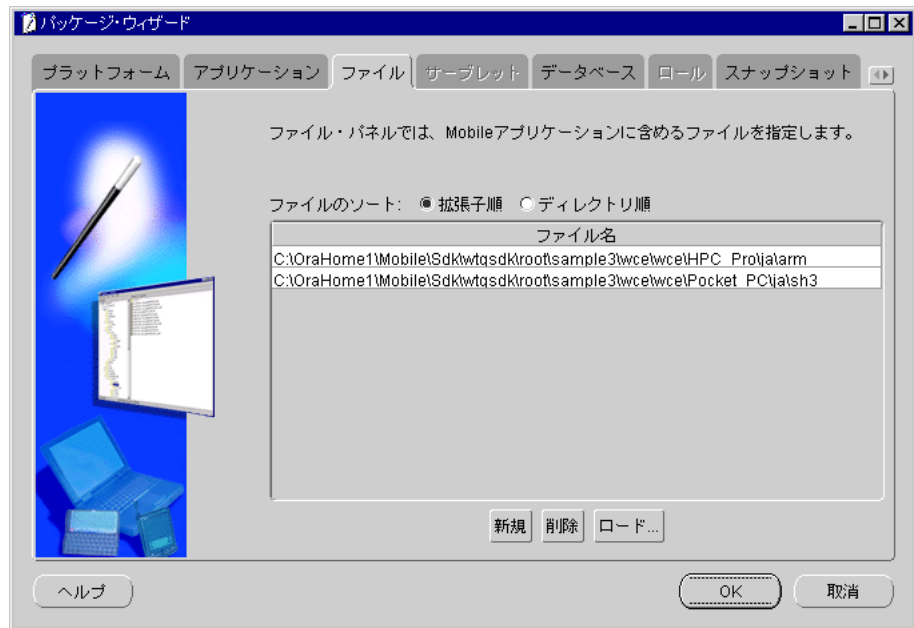 パッケージ・ウィザード
プラットフォーム アプリケーション ファイル サーブレット データベース ロール スナップショット
ファイル・パネルでは、Mobileアプリケーションに含めるファイルを指定します。
ファイルのソート: 拡張子順 ディレクトリ順
ファイル名
C:\OraHome1\Mobile\Sdk\wtgsdk\root\sample3\wce\wce\HPC_Pro\ja\arm
C:\OraHome1\Mobile\Sdk\wtgsdk\root\sample3\wce\wce\Pocket_PC\ja\sh3
新規 削除 ロード...
ヘルプ OK 取消